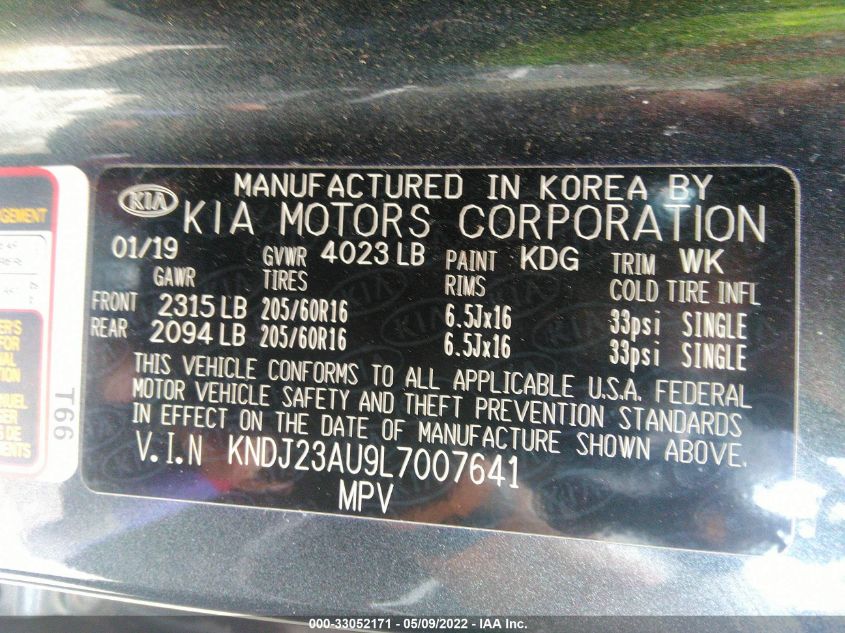 MANUFACTURED IN KOREA BY
KIA
KIA MOTORS CORPORATION
01/19 GVWR 4023 LB PAINT KDG TRIM WK
GAWR TIRES RIMS COLD TIRE INFL
FRONT 2315 LB 205/60R16 6.5Jx16 33psi SINGLE
REAR 2094 LB 205/60R16 6.5Jx16 33psi SINGLE
THIS VEHICLE CONFORMS TO ALL APPLICABLE U.S.A. FEDERAL
MOTOR VEHICLE SAFETY AND THEFT PREVENTION STANDARDS
IN EFFECT ON THE DATE OF MANUFACTURE SHOWN ABOVE.
V.I.N KNDJ23AU9L7007641
MPV
T66
000-33052171 - 05/09/2022 - IAA Inc.